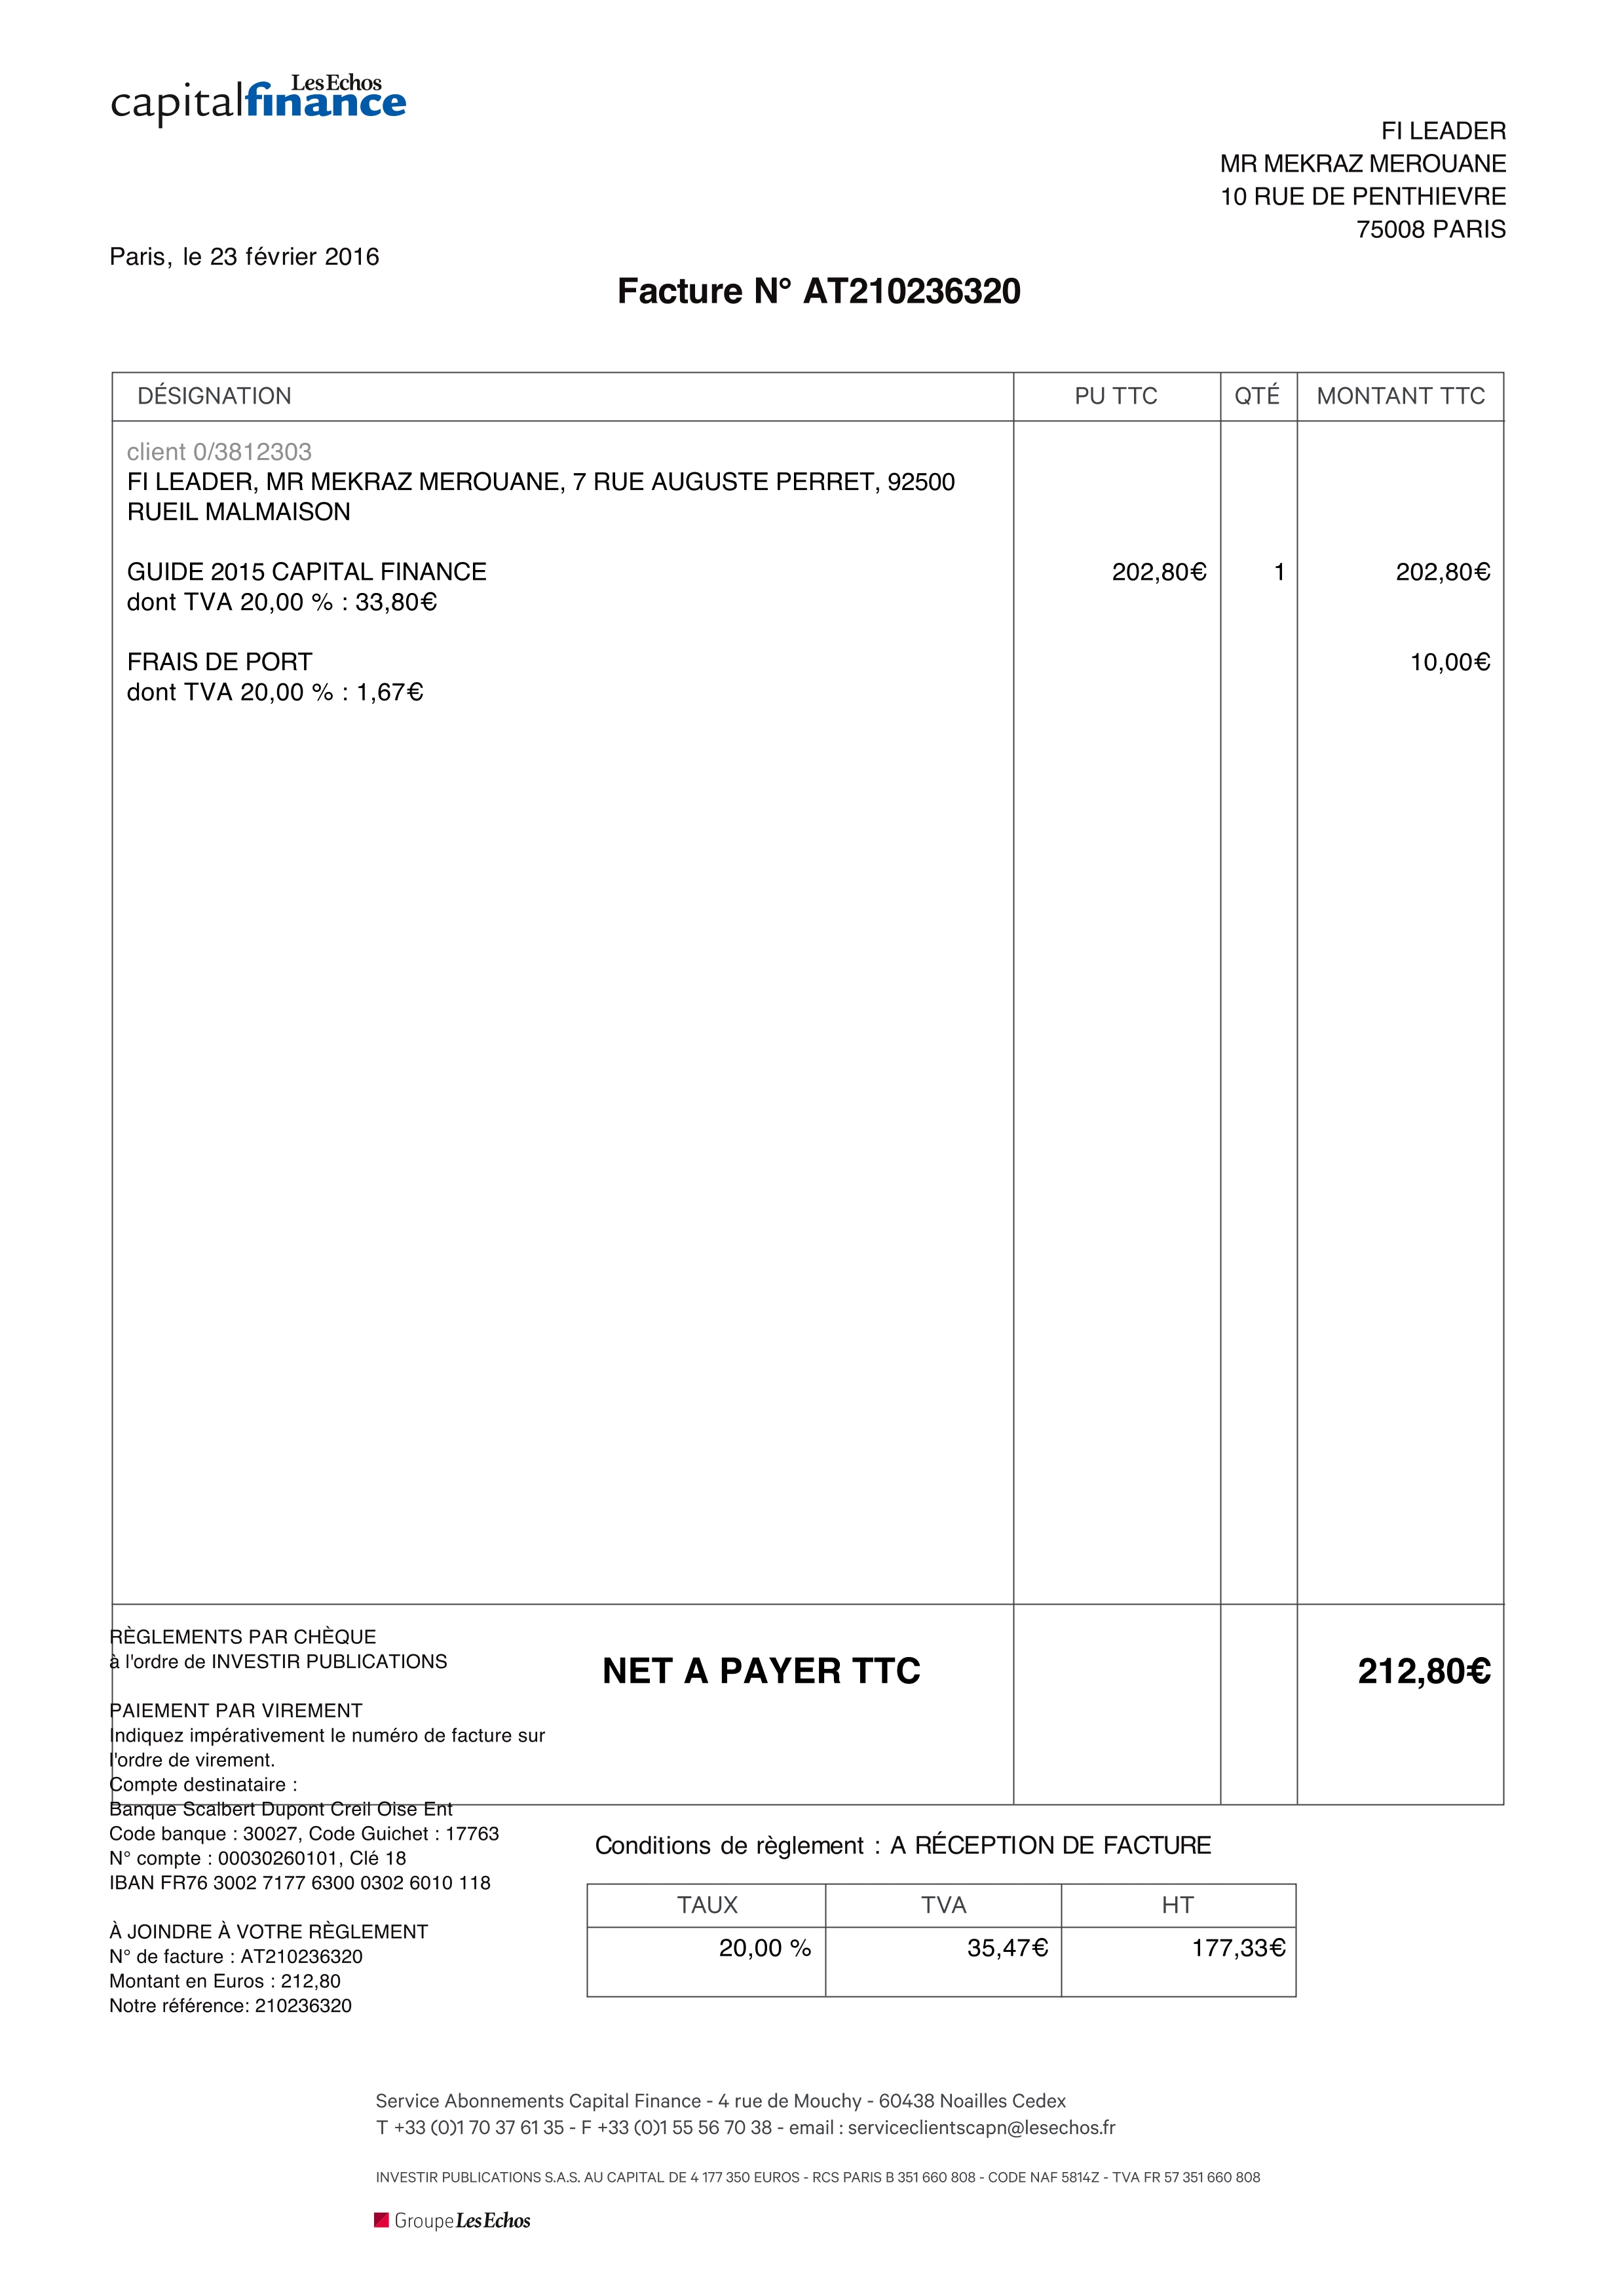 Les Echos
capitalfinance
FI LEADER
MR MEKRAZ MEROUANE
10 RUE DE PENTHIEVRE
75008 PARIS
Paris, le 23 février 2016
Facture N° AT210236320
DÉSIGNATION PU TTC QTÉ MONTANT TTC
client 0/3812303
FI LEADER, MR MEKRAZ MEROUANE, 7 RUE AUGUSTE PERRET, 92500
RUEIL MALMAISON
GUIDE 2015 CAPITAL FINANCE 202,80€ 1 202,80€
dont TVA 20,00 % : 33,80€
FRAIS DE PORT 10,00€
dont TVA 20,00 % : 1,67€
RÈGLEMENTS PAR CHÈQUE
à l'ordre de INVESTIR PUBLICATIONS
NET A PAYER TTC 212,80€
PAIEMENT PAR VIREMENT
Indiquez impérativement le numéro de facture sur
l'ordre de virement.
Compte destinataire :
Banque Scalbert Dupont Creil Oise Ent
Code banque : 30027, Code Guichet : 17763
N° compte : 00030260101, Clé 18
IBAN FR76 3002 7177 6300 0302 6010 118
À JOINDRE À VOTRE RÈGLEMENT
N° de facture : AT210236320
Montant en Euros : 212,80
Notre référence: 210236320
Conditions de règlement : A RÉCEPTION DE FACTURE
TAUX TVA HT
20,00 % 35,47€ 177,33€
Service Abonnements Capital Finance - 4 rue de Mouchy - 60438 Noailles Cedex
T +33 (0)1 70 37 61 35 - F +33 (0)1 55 56 70 38 - email : serviceclientscapn@lesechos.fr
INVESTIR PUBLICATIONS S.A.S. AU CAPITAL DE 4 177 350 EUROS - RCS PARIS B 351 660 808 - CODE NAF 5814Z - TVA FR 57 351 660 808
Groupe Les Echos